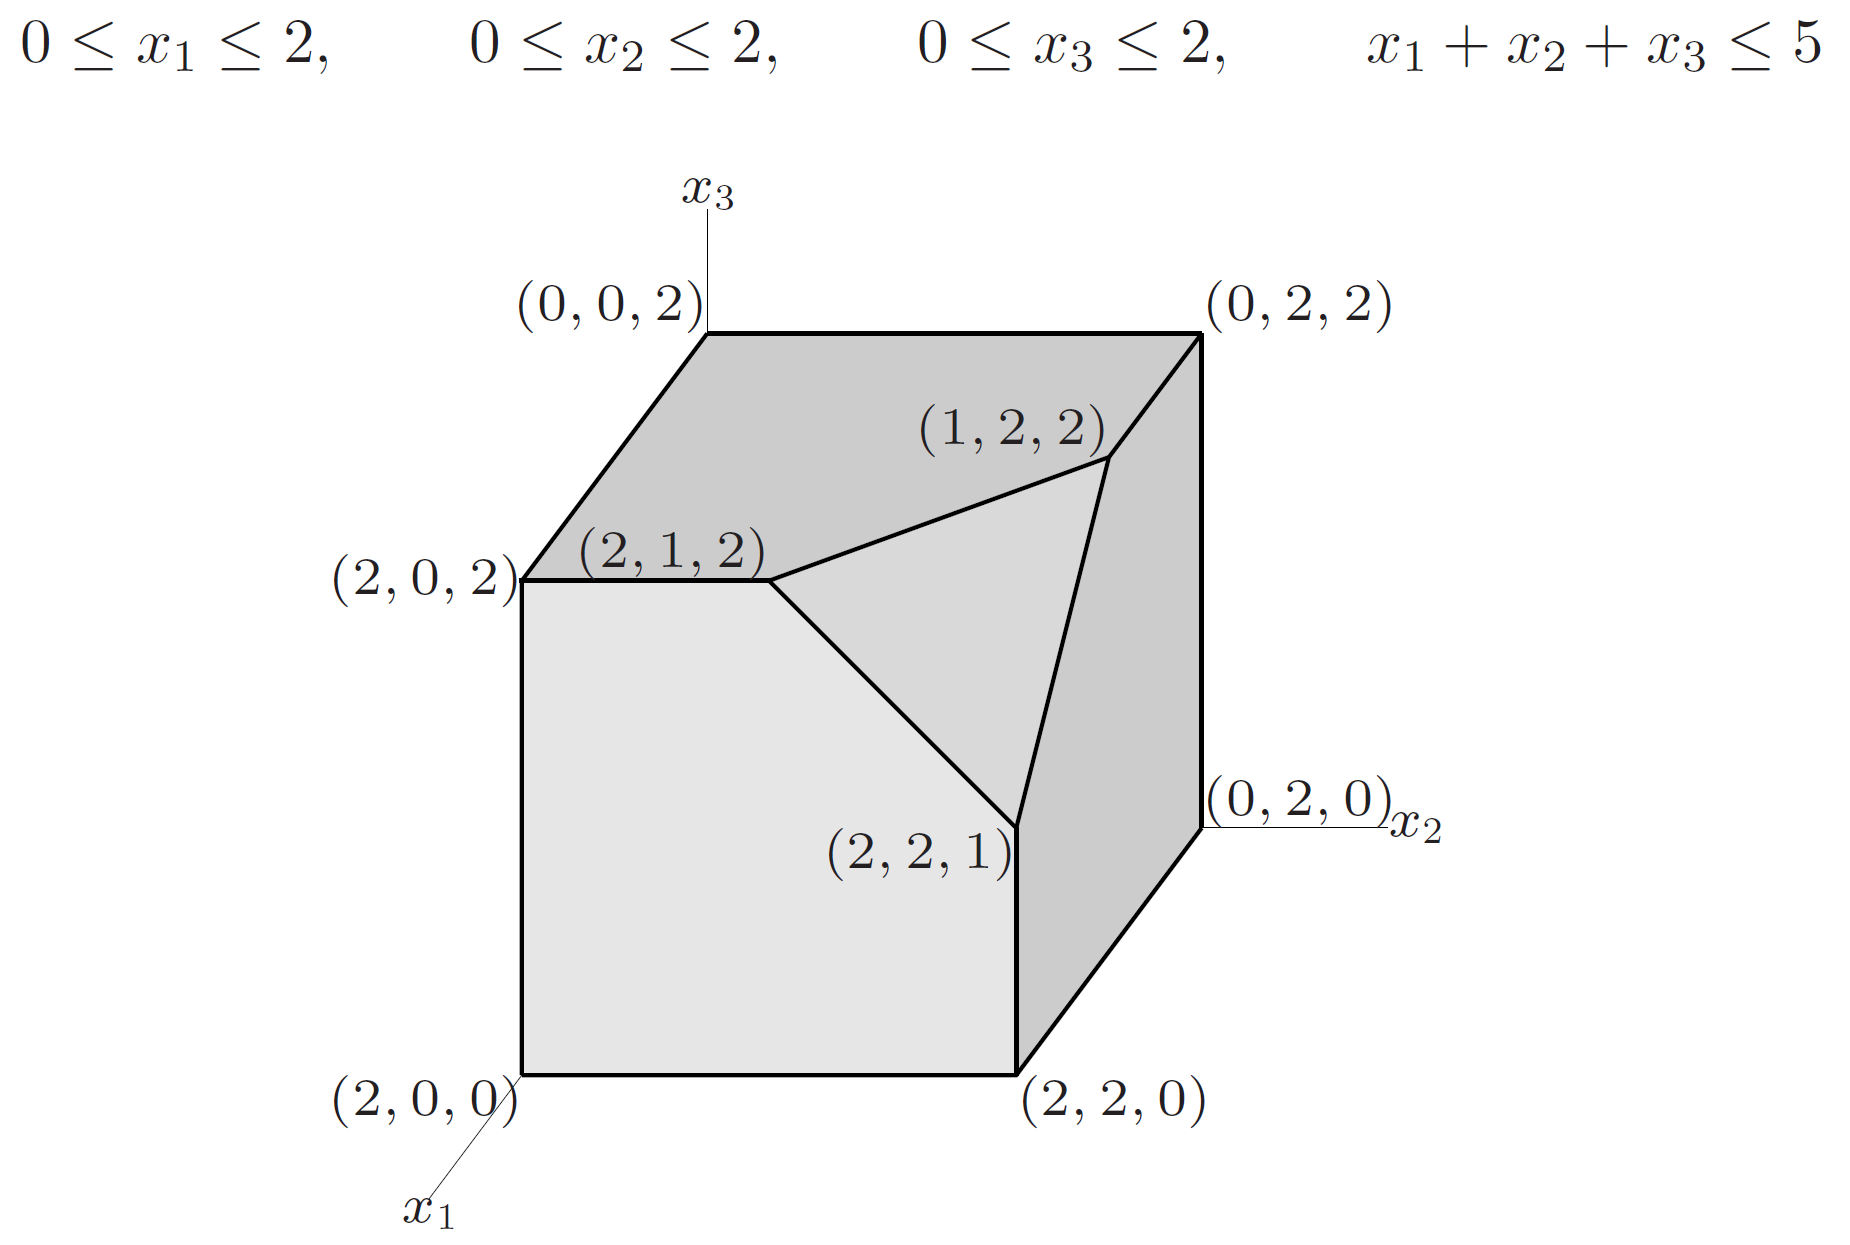 0 ≤ x₁ ≤ 2, 0 ≤ x₂ ≤ 2, 0 ≤ x₃ ≤ 2, x₁ + x₂ + x₃ ≤ 5
x₃
(0, 0, 2) (0, 2, 2)
(1, 2, 2)
(2, 1, 2)
(2, 0, 2)
(0, 2, 0) x₂
(2, 2, 1)
(2, 0, 0) (2, 2, 0)
x₁